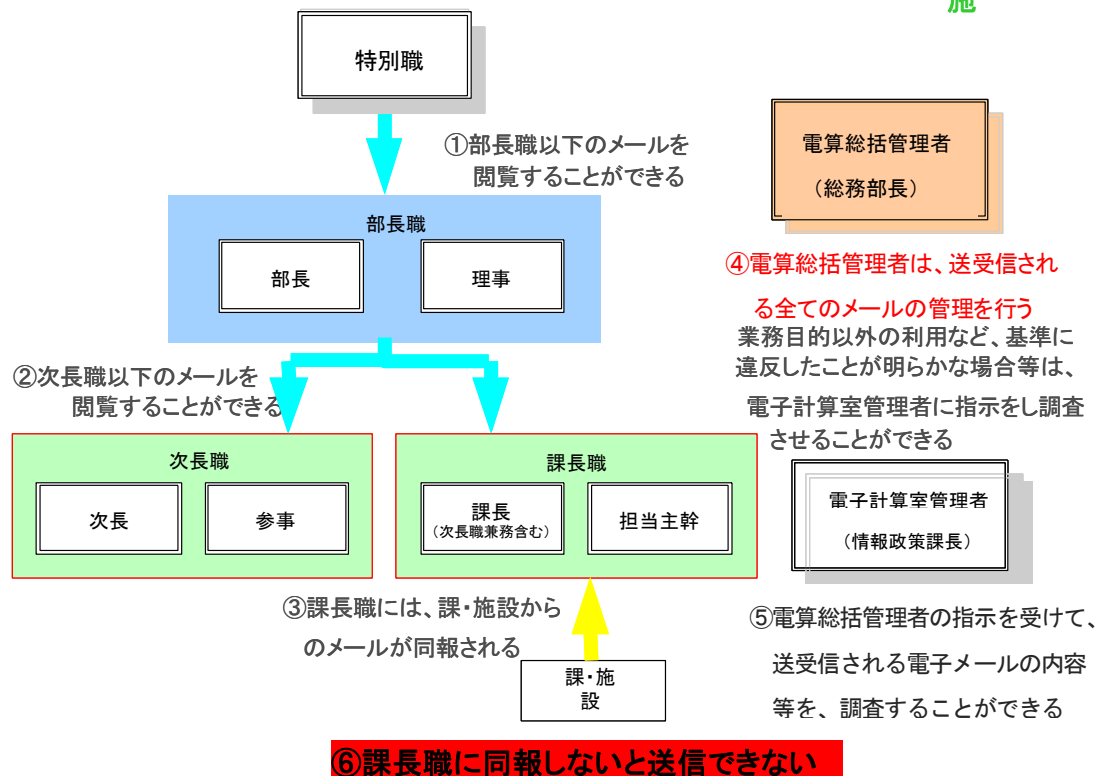 施
特別職
①部長職以下のメールを
閲覧することができる
部長職
部長
理事
②次長職以下のメールを
閲覧することができる
次長職
次長
参事
課長職
課長
(次長職兼務含む)
担当主幹
③課長職には、課・施設から
のメールが同報される
課・施
設
⑥課長職に同報しないと送信できない
電算総括管理者
(総務部長)
④電算総括管理者は、送受信され
る全てのメールの管理を行う
業務目的以外の利用など、基準に
違反したことが明らかな場合等は、
電子計算室管理者に指示をし調査
させることができる
電子計算室管理者
(情報政策課長)
⑤電算総括管理者の指示を受けて、
送受信される電子メールの内容
等を、調査することができる